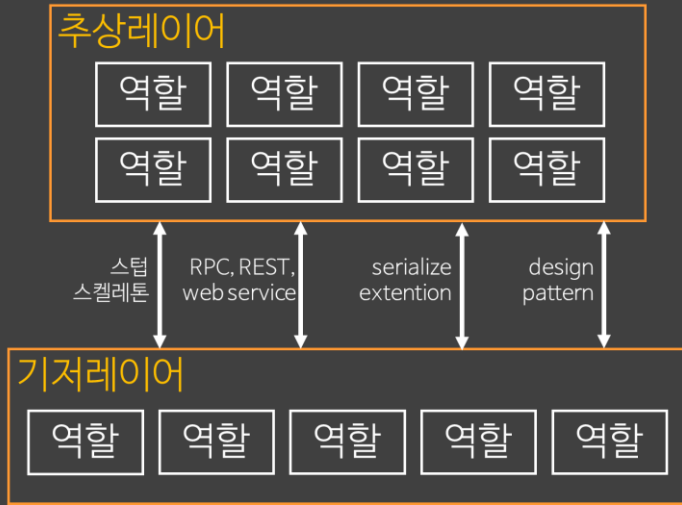 추상레이어
역할 역할 역할 역할
역할 역할 역할 역할
스텁
스켈레톤
RPC, REST,
web service
serialize
extention
design
pattern
기저레이어
역할 역할 역할 역할 역할